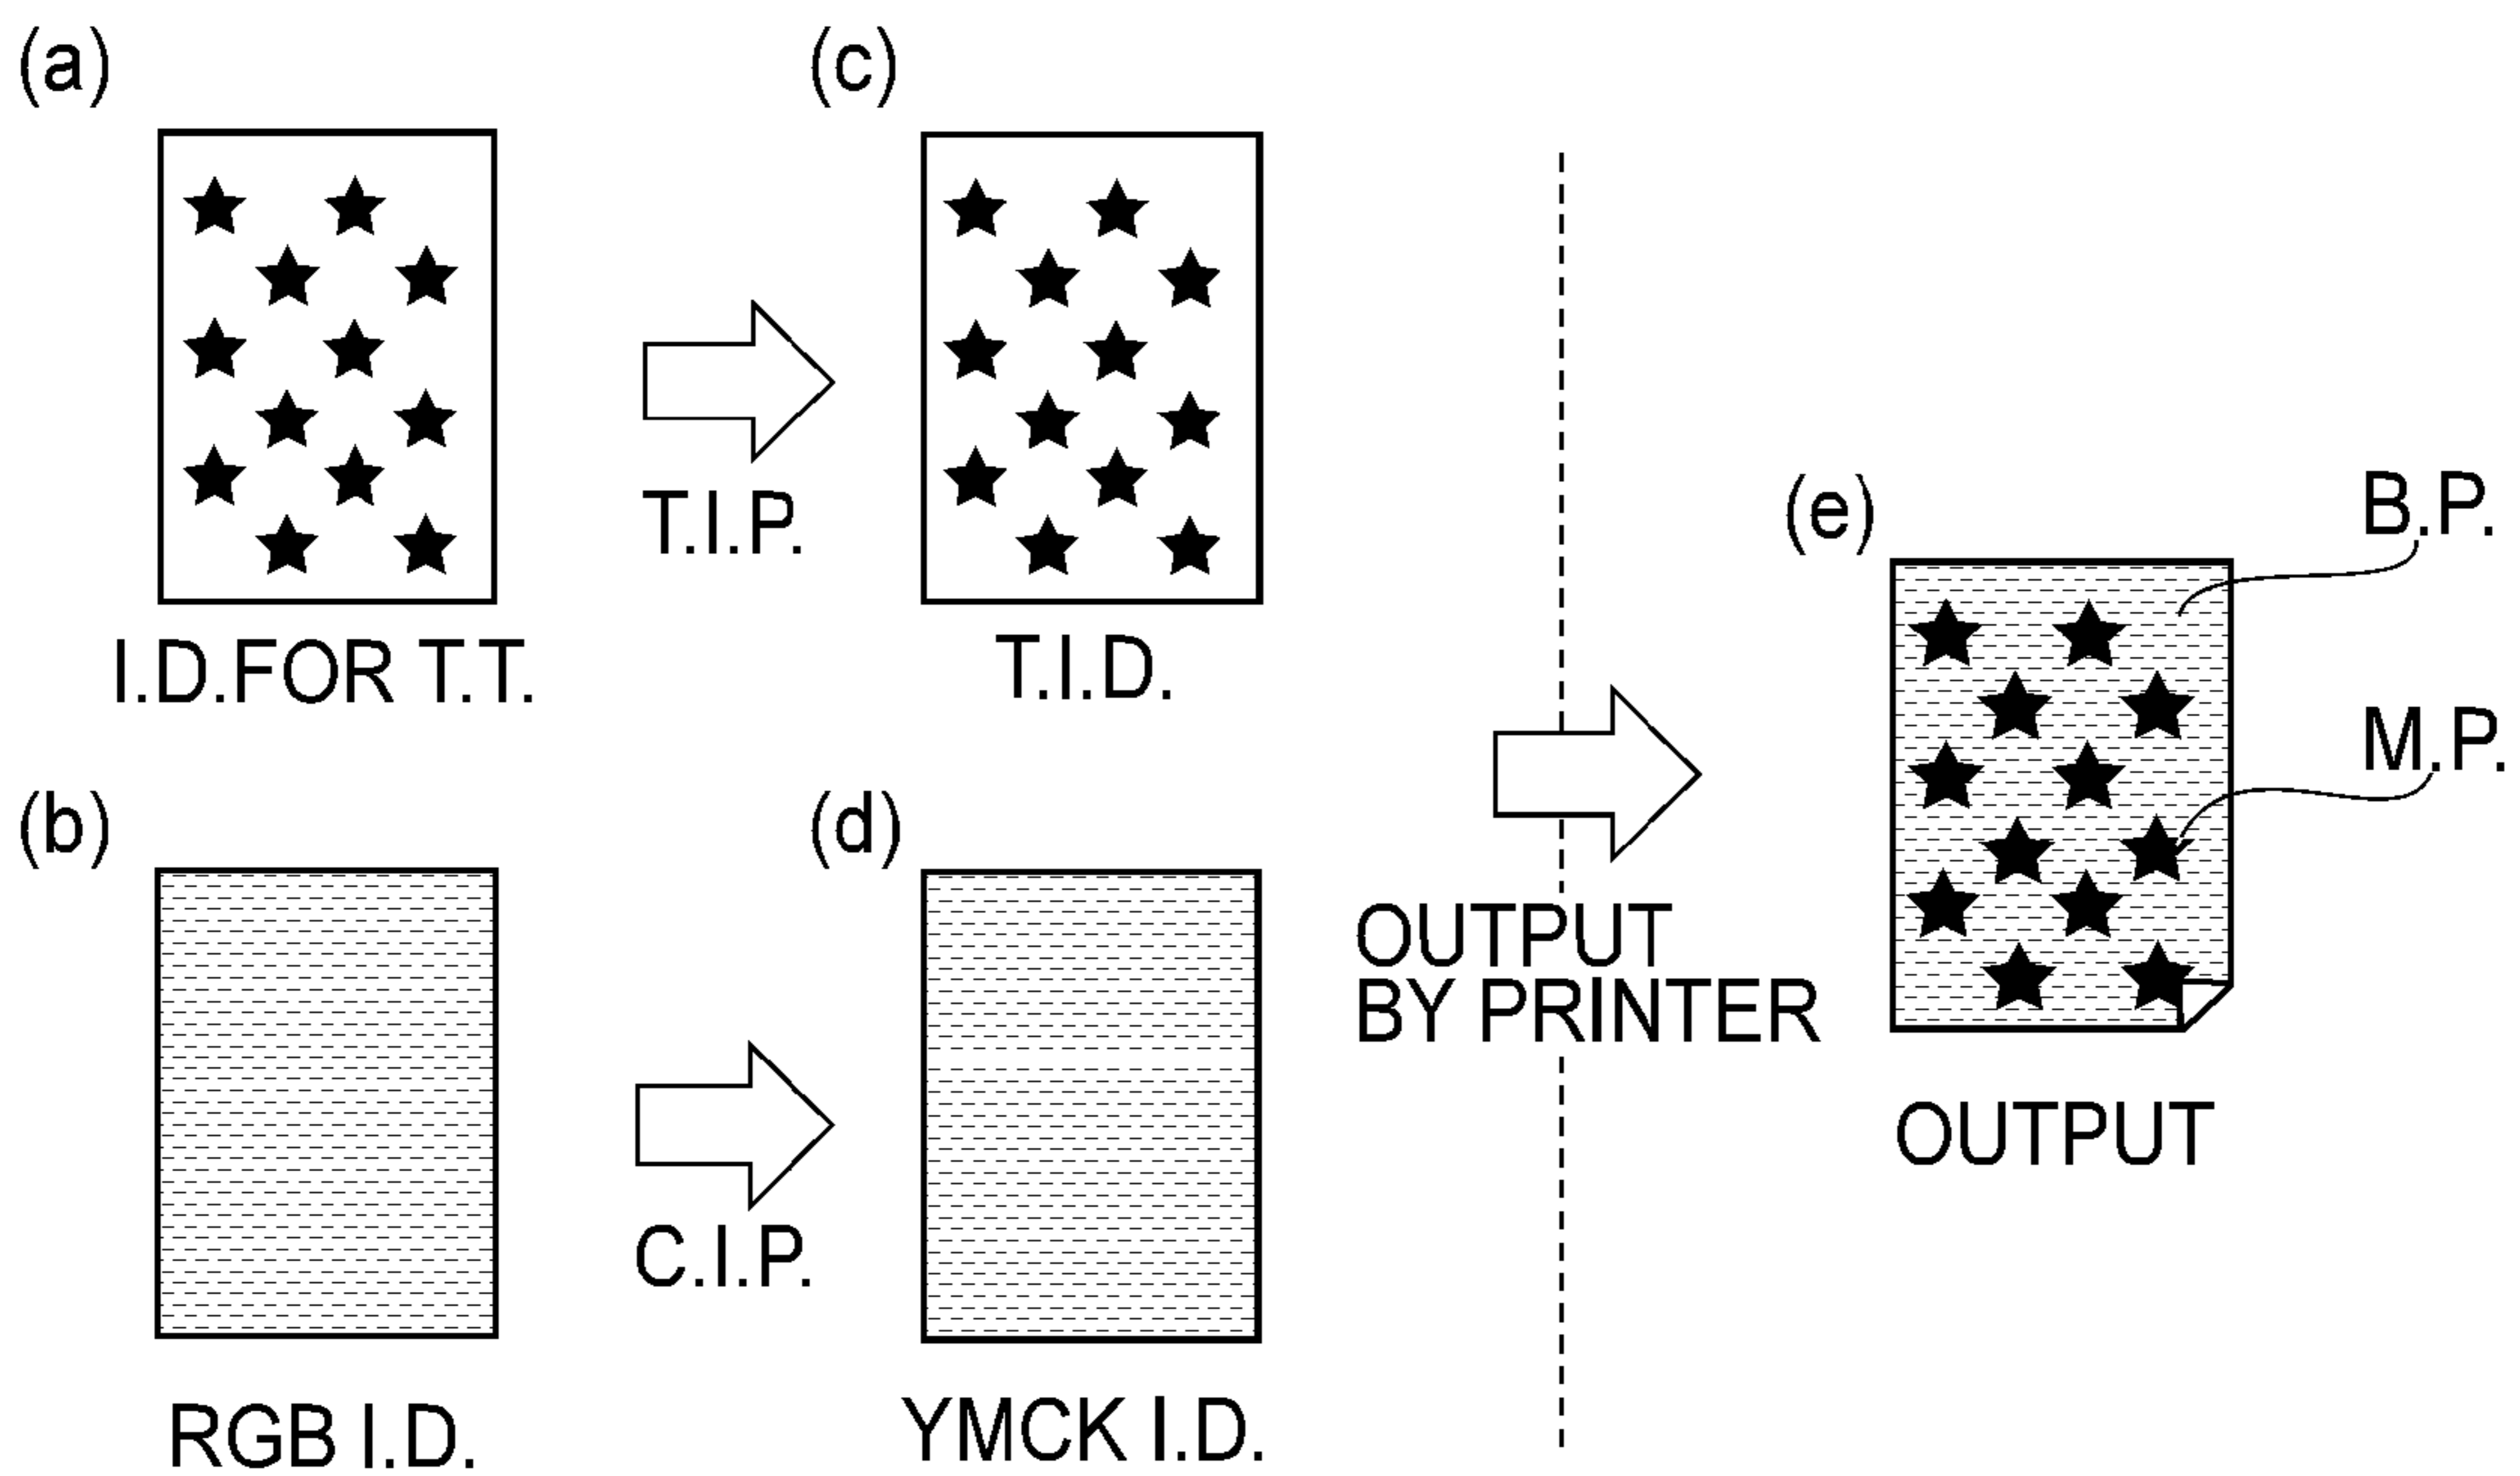 (a)
I.D.FOR T.T.
T.I.P.
(c)
T.I.D.
(b)
RGB I.D.
C.I.P.
(d)
YMCK I.D.
OUTPUT
BY PRINTER
(e)
B.P.
M.P.
OUTPUT